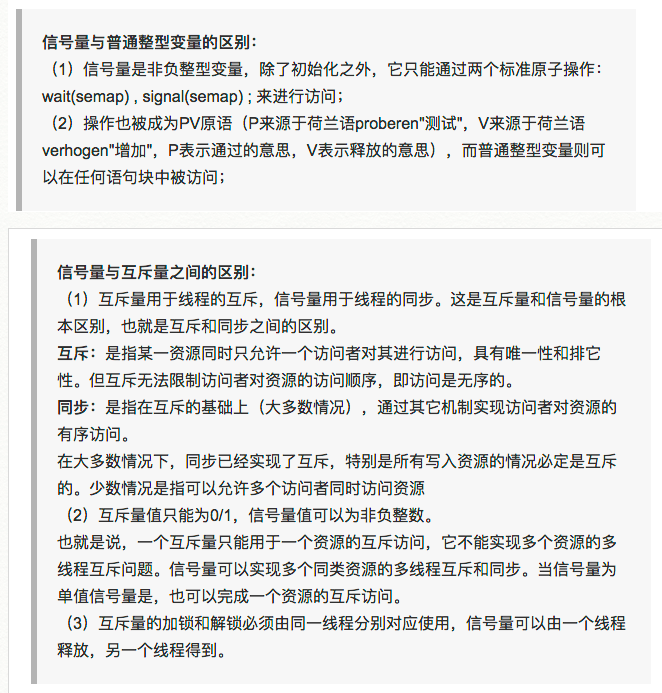 信号量与普通整型变量的区别：
（1）信号量是非负整型变量，除了初始化之外，它只能通过两个标准原子操作：
wait(semap) , signal(semap) ; 来进行访问；
（2）操作也被成为PV原语（P来源于荷兰语proberen"测试"，V来源于荷兰语
verhogen"增加"，P表示通过的意思，V表示释放的意思），而普通整型变量则可
以在任何语句块中被访问；
信号量与互斥量之间的区别：
（1）互斥量用于线程的互斥，信号量用于线程的同步。这是互斥量和信号量的根
本区别，也就是互斥和同步之间的区别。
互斥：是指某一资源同时只允许一个访问者对其进行访问，具有唯一性和排它
性。但互斥无法限制访问者对资源的访问顺序，即访问是无序的。
同步：是指在互斥的基础上（大多数情况），通过其它机制实现访问者对资源的
有序访问。
在大多数情况下，同步已经实现了互斥，特别是所有写入资源的情况必定是互斥
的。少数情况是指可以允许多个访问者同时访问资源
（2）互斥量值只能为0/1，信号量值可以为非负整数。
也就是说，一个互斥量只能用于一个资源的互斥访问，它不能实现多个资源的多
线程互斥问题。信号量可以实现多个同类资源的多线程互斥和同步。当信号量为
单值信号量是，也可以完成一个资源的互斥访问。
（3）互斥量的加锁和解锁必须由同一线程分别对应使用，信号量可以由一个线程
释放，另一个线程得到。